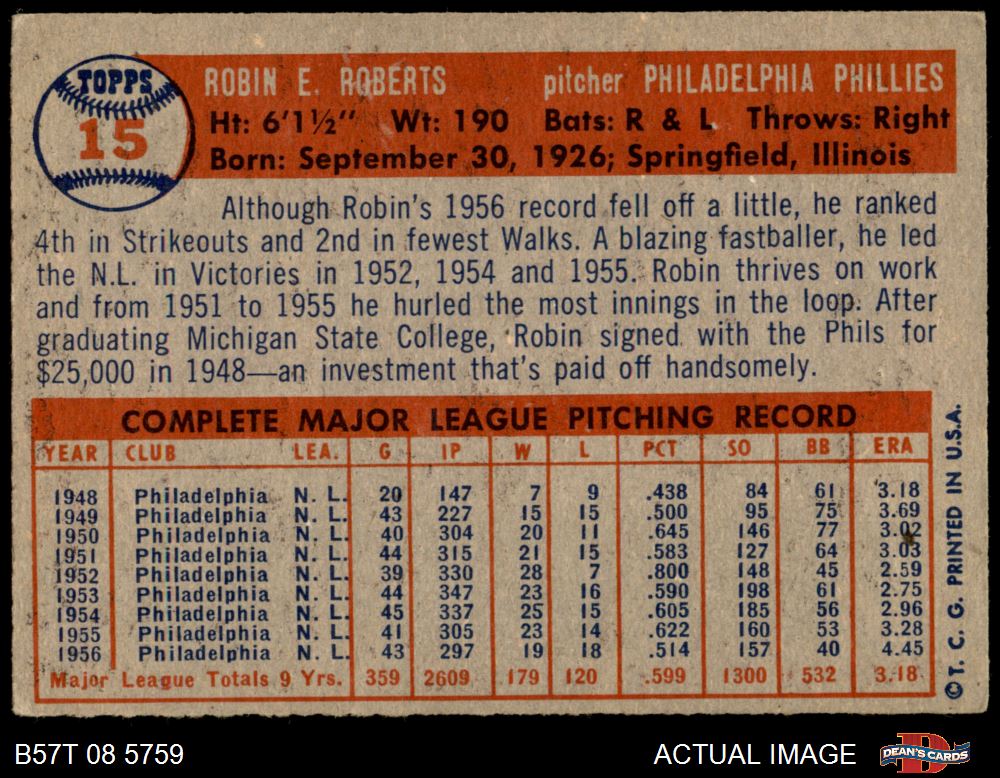 TOPPS
15
ROBIN E. ROBERTS pitcher PHILADELPHIA PHILLIES
Ht: 6'1½" Wt: 190 Bats: R & L Throws: Right
Born: September 30, 1926; Springfield, Illinois
Although Robin's 1956 record fell off a little, he ranked
4th in Strikeouts and 2nd in fewest Walks. A blazing fastballer, he led
the N.L. in Victories in 1952, 1954 and 1955. Robin thrives on work
and from 1951 to 1955 he hurled the most innings in the loop. After
graduating Michigan State College, Robin signed with the Phils for
$25,000 in 1948—an investment that's paid off handsomely.
COMPLETE MAJOR LEAGUE PITCHING RECORD
YEAR CLUB LEA. G IP W L PCT SO BB ERA
1948 Philadelphia N. L. 20 147 7 9 .438 84 61 3.18
1949 Philadelphia N. L. 43 227 15 15 .500 95 75 3.69
1950 Philadelphia N. L. 40 304 20 11 .645 146 77 3.02
1951 Philadelphia N. L. 44 315 21 15 .583 127 64 3.03
1952 Philadelphia N. L. 39 330 28 7 .800 148 45 2.59
1953 Philadelphia N. L. 44 347 23 16 .590 198 61 2.75
1954 Philadelphia N. L. 45 337 25 15 .605 185 56 2.96
1955 Philadelphia N. L. 41 305 23 14 .622 160 53 3.28
1956 Philadelphia N. L. 43 297 19 18 .514 157 40 4.45
Major League Totals 9 Yrs. 359 2609 179 120 .599 1300 532 3.18
© T. C. G. PRINTED IN U.S.A.
B57T 08 5759 ACTUAL IMAGE
D
DEAN'S CARDS